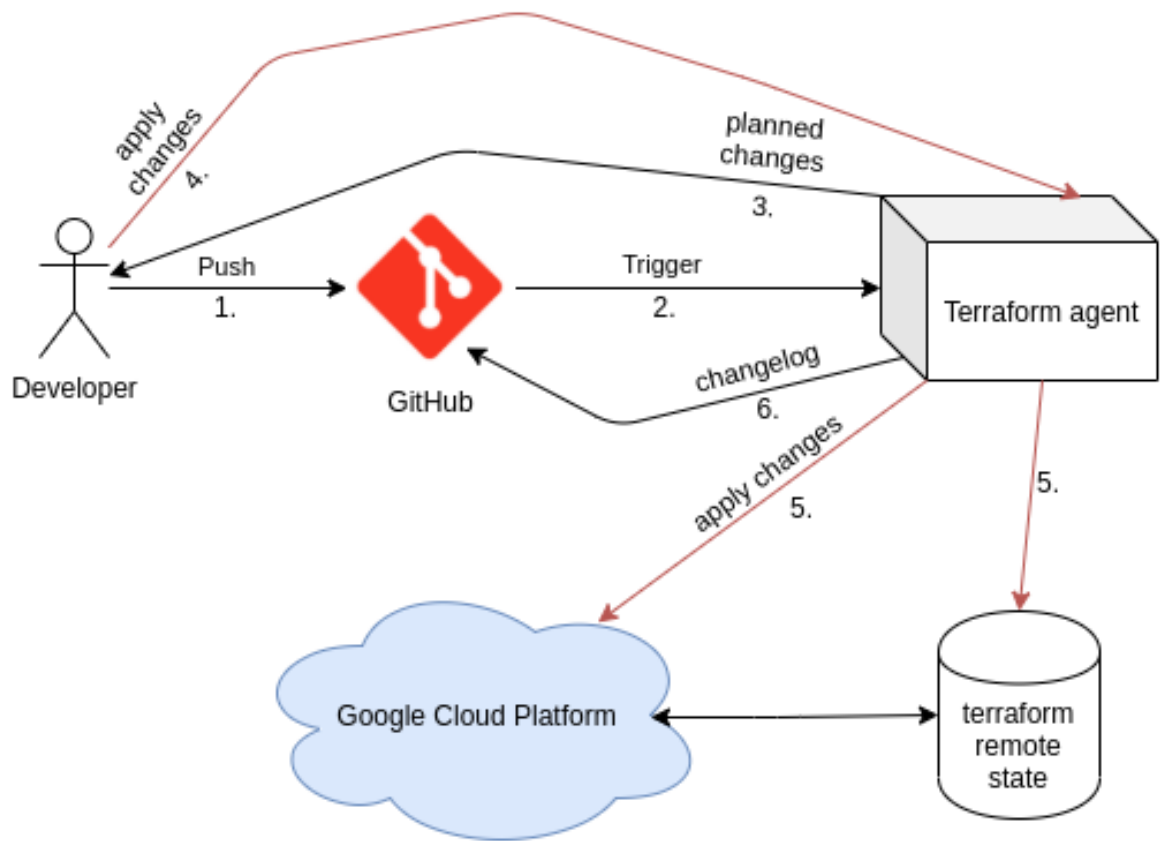 apply
changes
4.
planned
changes
3.
Push
1.
Trigger
2.
Terraform agent
Developer
GitHub
changelog
6.
apply changes
5.
5.
Google Cloud Platform
terraform
remote
state